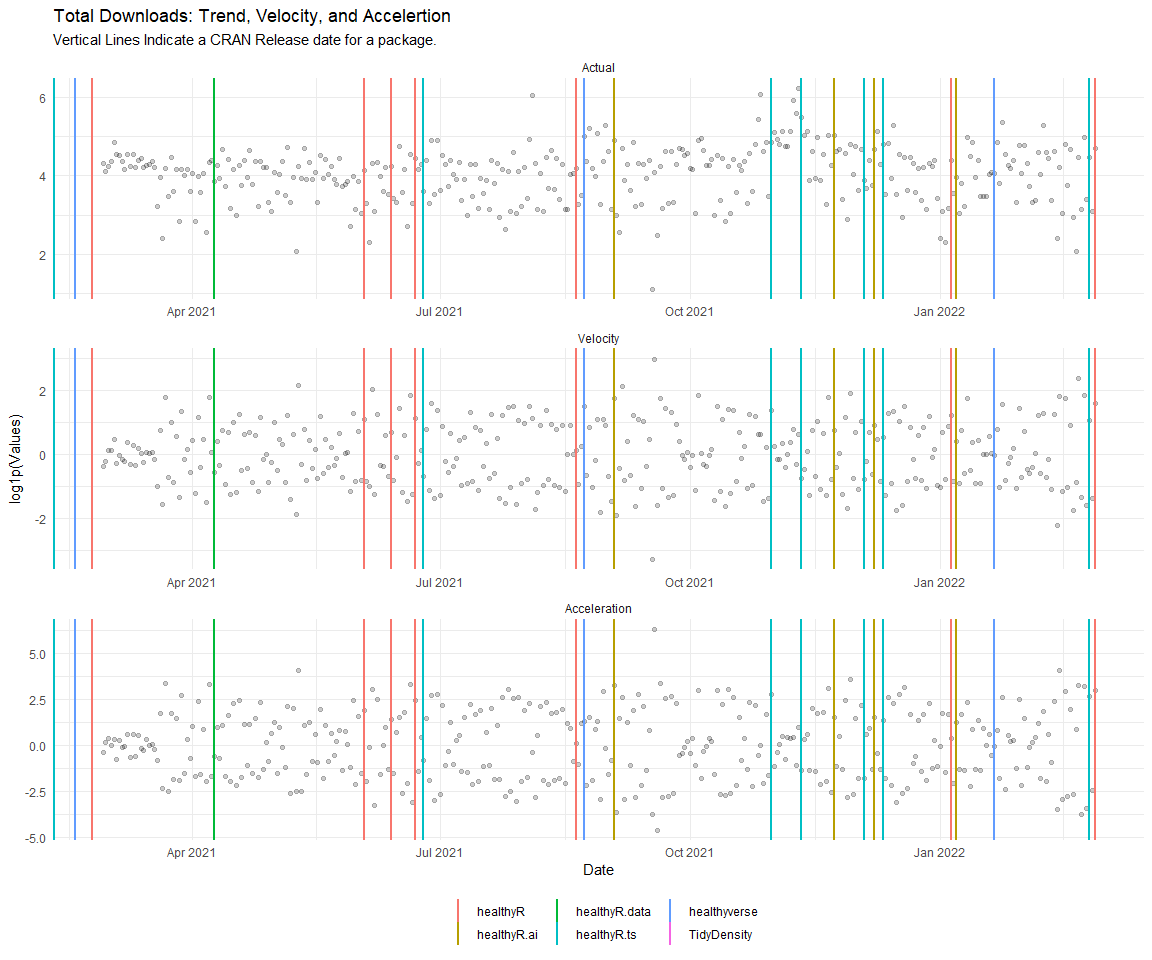 Total Downloads: Trend, Velocity, and Accelertion
Vertical Lines Indicate a CRAN Release date for a package.
Actual
6
4
2
Apr 2021
Jul 2021
Oct 2021
Jan 2022
Velocity
2
0
-2
Apr 2021
Jul 2021
Oct 2021
Jan 2022
Acceleration
5.0
2.5
0.0
-2.5
-5.0
Apr 2021
Jul 2021
Oct 2021
Jan 2022
log1p(Values)
Date
healthyR
healthyR.data
healthyverse
healthyR.ai
healthyR.ts
TidyDensity